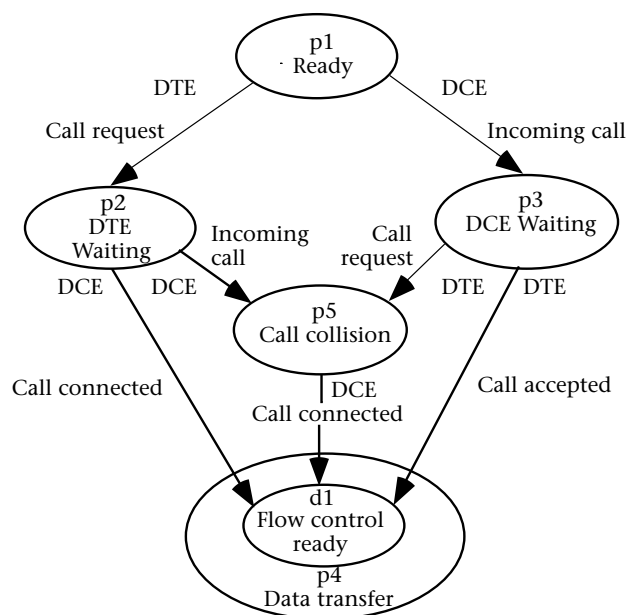 p1
Ready
DTE
DCE
Call request
Incoming call
p2
DTE
Waiting
p3
DCE Waiting
Incoming
call
Call
request
DCE
DCE
DTE
DTE
p5
Call collision
Call connected
DCE
Call connected
Call accepted
d1
Flow control
ready
p4
Data transfer